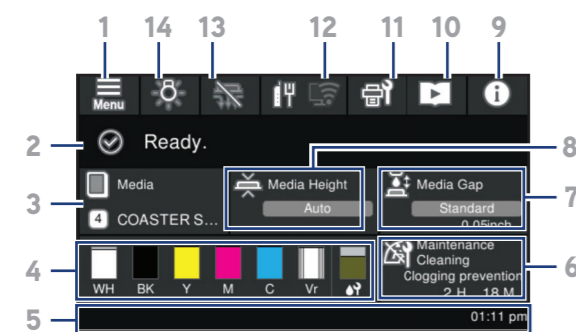 1 14 13 12 11 10 9
Menu
2 Ready.
8
3 Media
4 COASTER S...
Media Height
Auto
Media Gap
Standard
0.05inch
7
4 WH BK Y M C Vr
Maintenance
Cleaning
Clogging prevention
2 H 18 M
6
5 01:11 pm